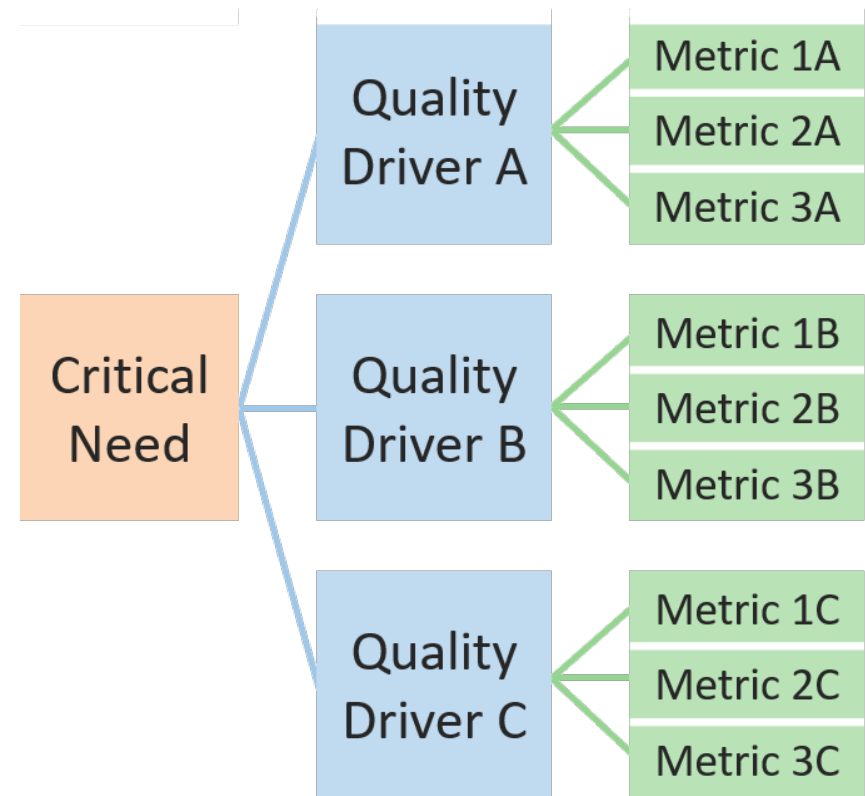 Critical
Need
Quality
Driver A
Metric 1A
Metric 2A
Metric 3A
Quality
Driver B
Metric 1B
Metric 2B
Metric 3B
Quality
Driver C
Metric 1C
Metric 2C
Metric 3C